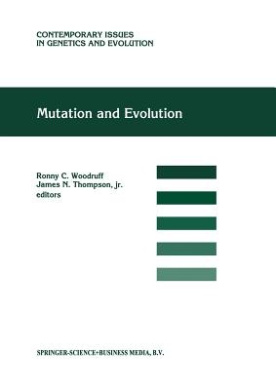 CONTEMPORARY ISSUES
IN GENETICS AND EVOLUTION
Mutation and Evolution
Ronny C. Woodruff
James N. Thompson, jr.
editors
SPRINGER-SCIENCE+BUSINESS MEDIA, B.V.